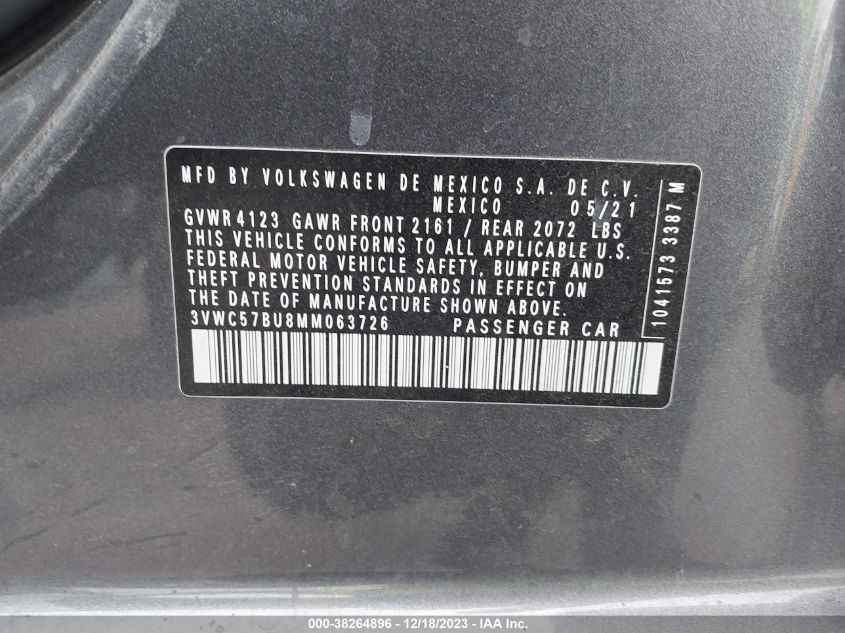 MFD BY VOLKSWAGEN DE MEXICO S.A. DE C.V.
MEXICO 05/21
GVWR 4123 GAWR FRONT 2161 / REAR 2072 LBS
THIS VEHICLE CONFORMS TO ALL APPLICABLE U.S.
FEDERAL MOTOR VEHICLE SAFETY, BUMPER AND
THEFT PREVENTION STANDARDS IN EFFECT ON
THE DATE OF MANUFACTURE SHOWN ABOVE.
3VWC57BU8MM063726 PASSENGER CAR
1041573 3387 M
000-38264896 - 12/18/2023 - IAA Inc.